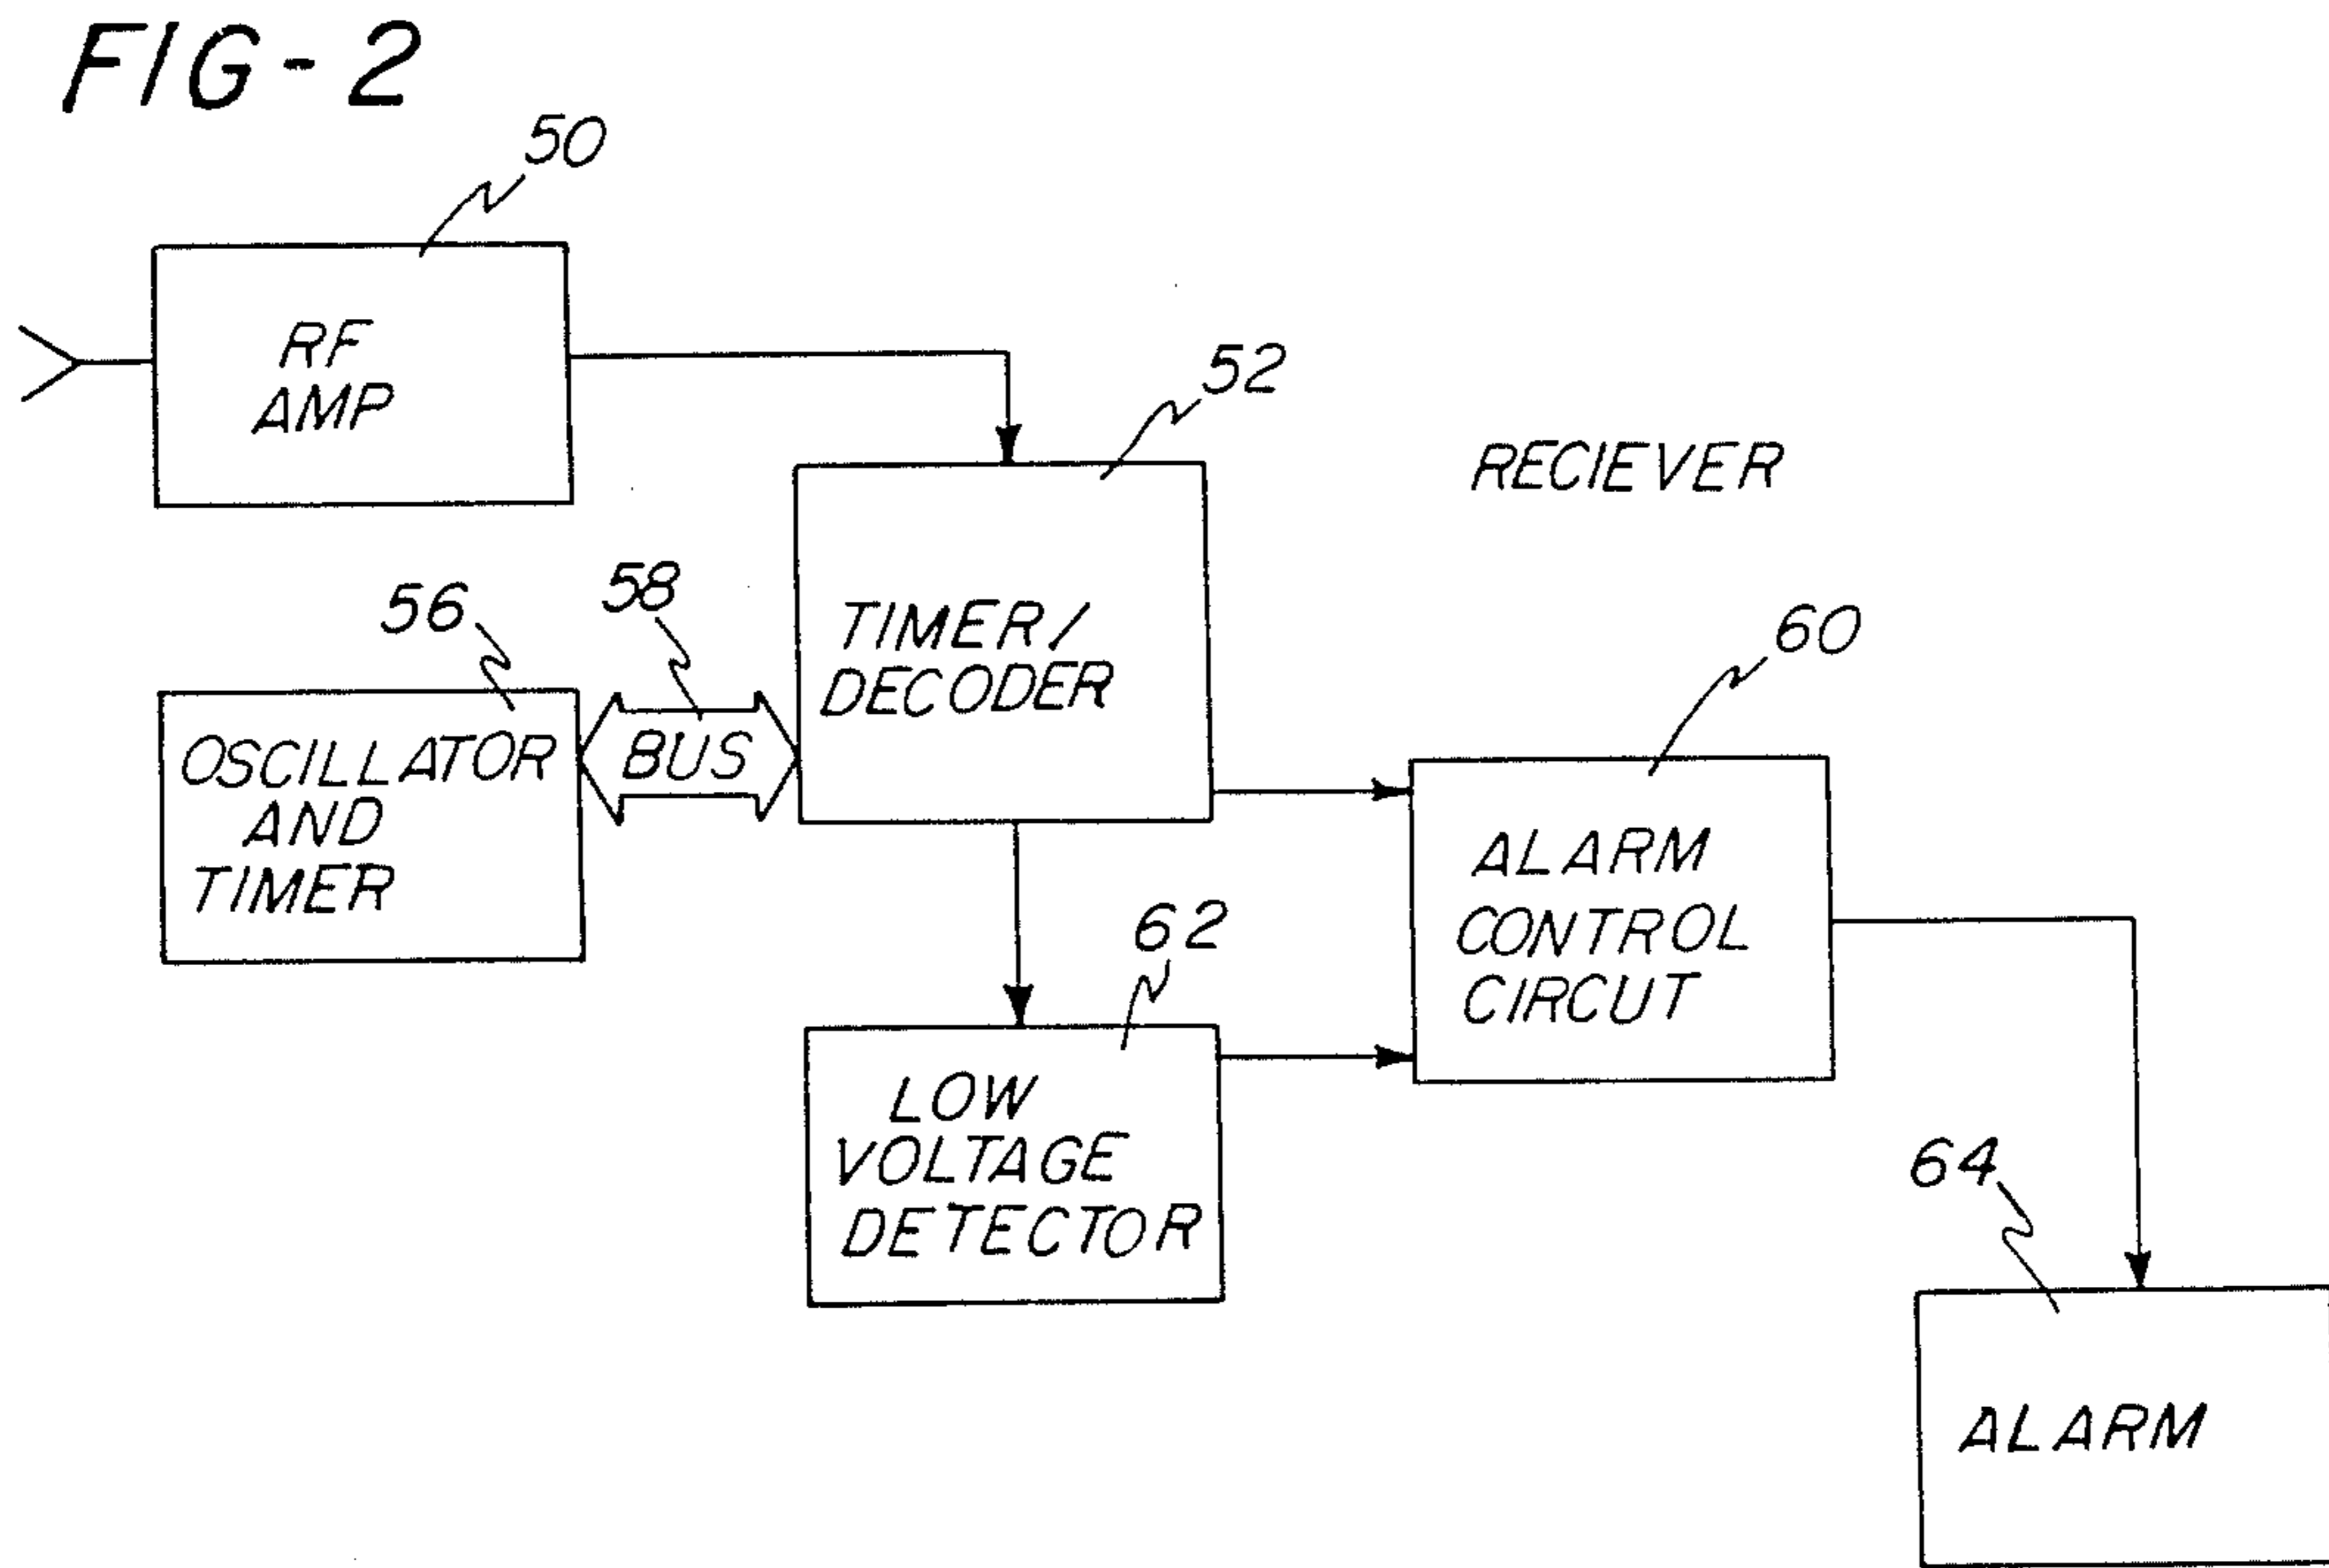 FIG-2
50
RF
AMP
52
RECIEVER
56
58
TIMER/
DECODER
60
OSCILLATOR
AND
TIMER
BUS
ALARM
CONTROL
CIRCUT
62
LOW
VOLTAGE
DETECTOR
64
ALARM